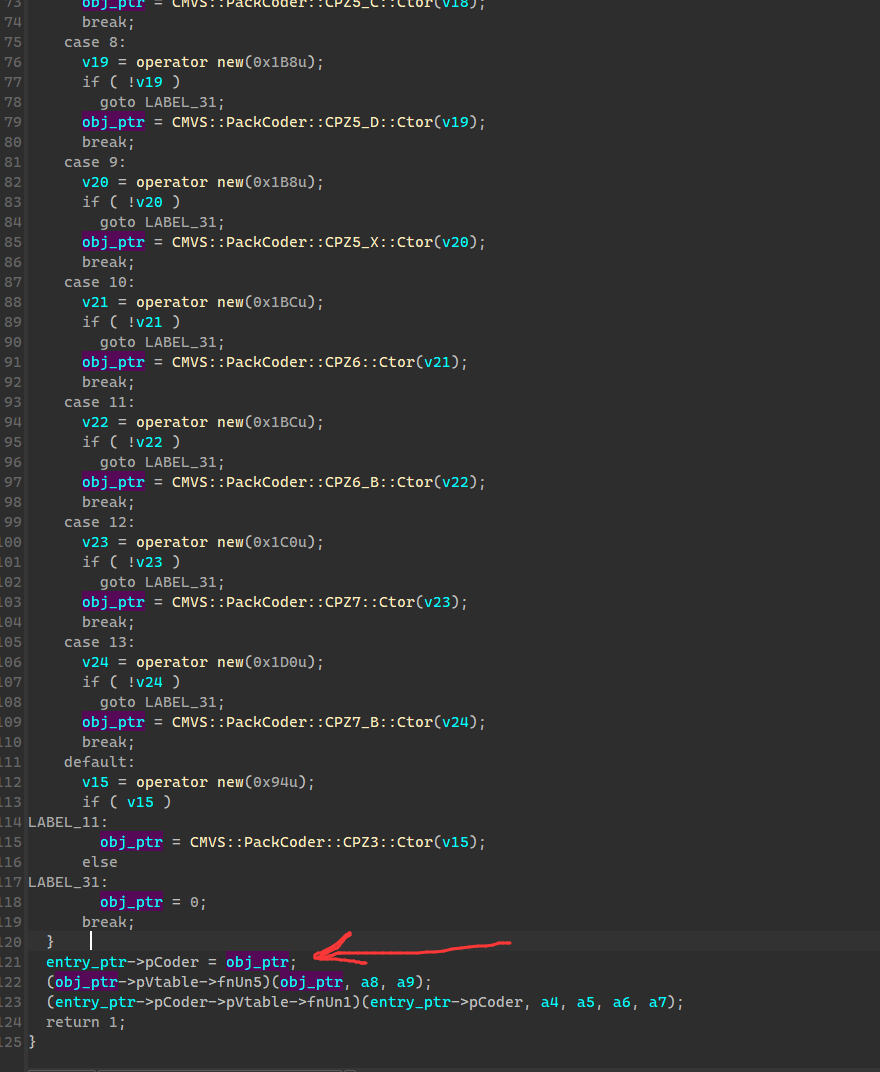 73 obj_ptr = CMVS::PackCoder::CPZ5_C::Ctor(v18);
74 break;
75 case 8:
76 v19 = operator new(0x1B8u);
77 if ( !v19 )
78 goto LABEL_31;
79 obj_ptr = CMVS::PackCoder::CPZ5_D::Ctor(v19);
80 break;
81 case 9:
82 v20 = operator new(0x1B8u);
83 if ( !v20 )
84 goto LABEL_31;
85 obj_ptr = CMVS::PackCoder::CPZ5_X::Ctor(v20);
86 break;
87 case 10:
88 v21 = operator new(0x1BCu);
89 if ( !v21 )
90 goto LABEL_31;
91 obj_ptr = CMVS::PackCoder::CPZ6::Ctor(v21);
92 break;
93 case 11:
94 v22 = operator new(0x1BCu);
95 if ( !v22 )
96 goto LABEL_31;
97 obj_ptr = CMVS::PackCoder::CPZ6_B::Ctor(v22);
98 break;
99 case 12:
100 v23 = operator new(0x1C0u);
101 if ( !v23 )
102 goto LABEL_31;
103 obj_ptr = CMVS::PackCoder::CPZ7::Ctor(v23);
104 break;
105 case 13:
106 v24 = operator new(0x1D0u);
107 if ( !v24 )
108 goto LABEL_31;
109 obj_ptr = CMVS::PackCoder::CPZ7_B::Ctor(v24);
110 break;
111 default:
112 v15 = operator new(0x94u);
113 if ( v15 )
114 LABEL_11:
115 obj_ptr = CMVS::PackCoder::CPZ3::Ctor(v15);
116 else
117 LABEL_31:
118 obj_ptr = 0;
119 break;
120 }
121 entry_ptr->pCoder = obj_ptr;
122 (obj_ptr->pVtable->fnUn5)(obj_ptr, a8, a9);
123 (entry_ptr->pCoder->pVtable->fnUn1)(entry_ptr->pCoder, a4, a5, a6, a7);
124 return 1;
125 }